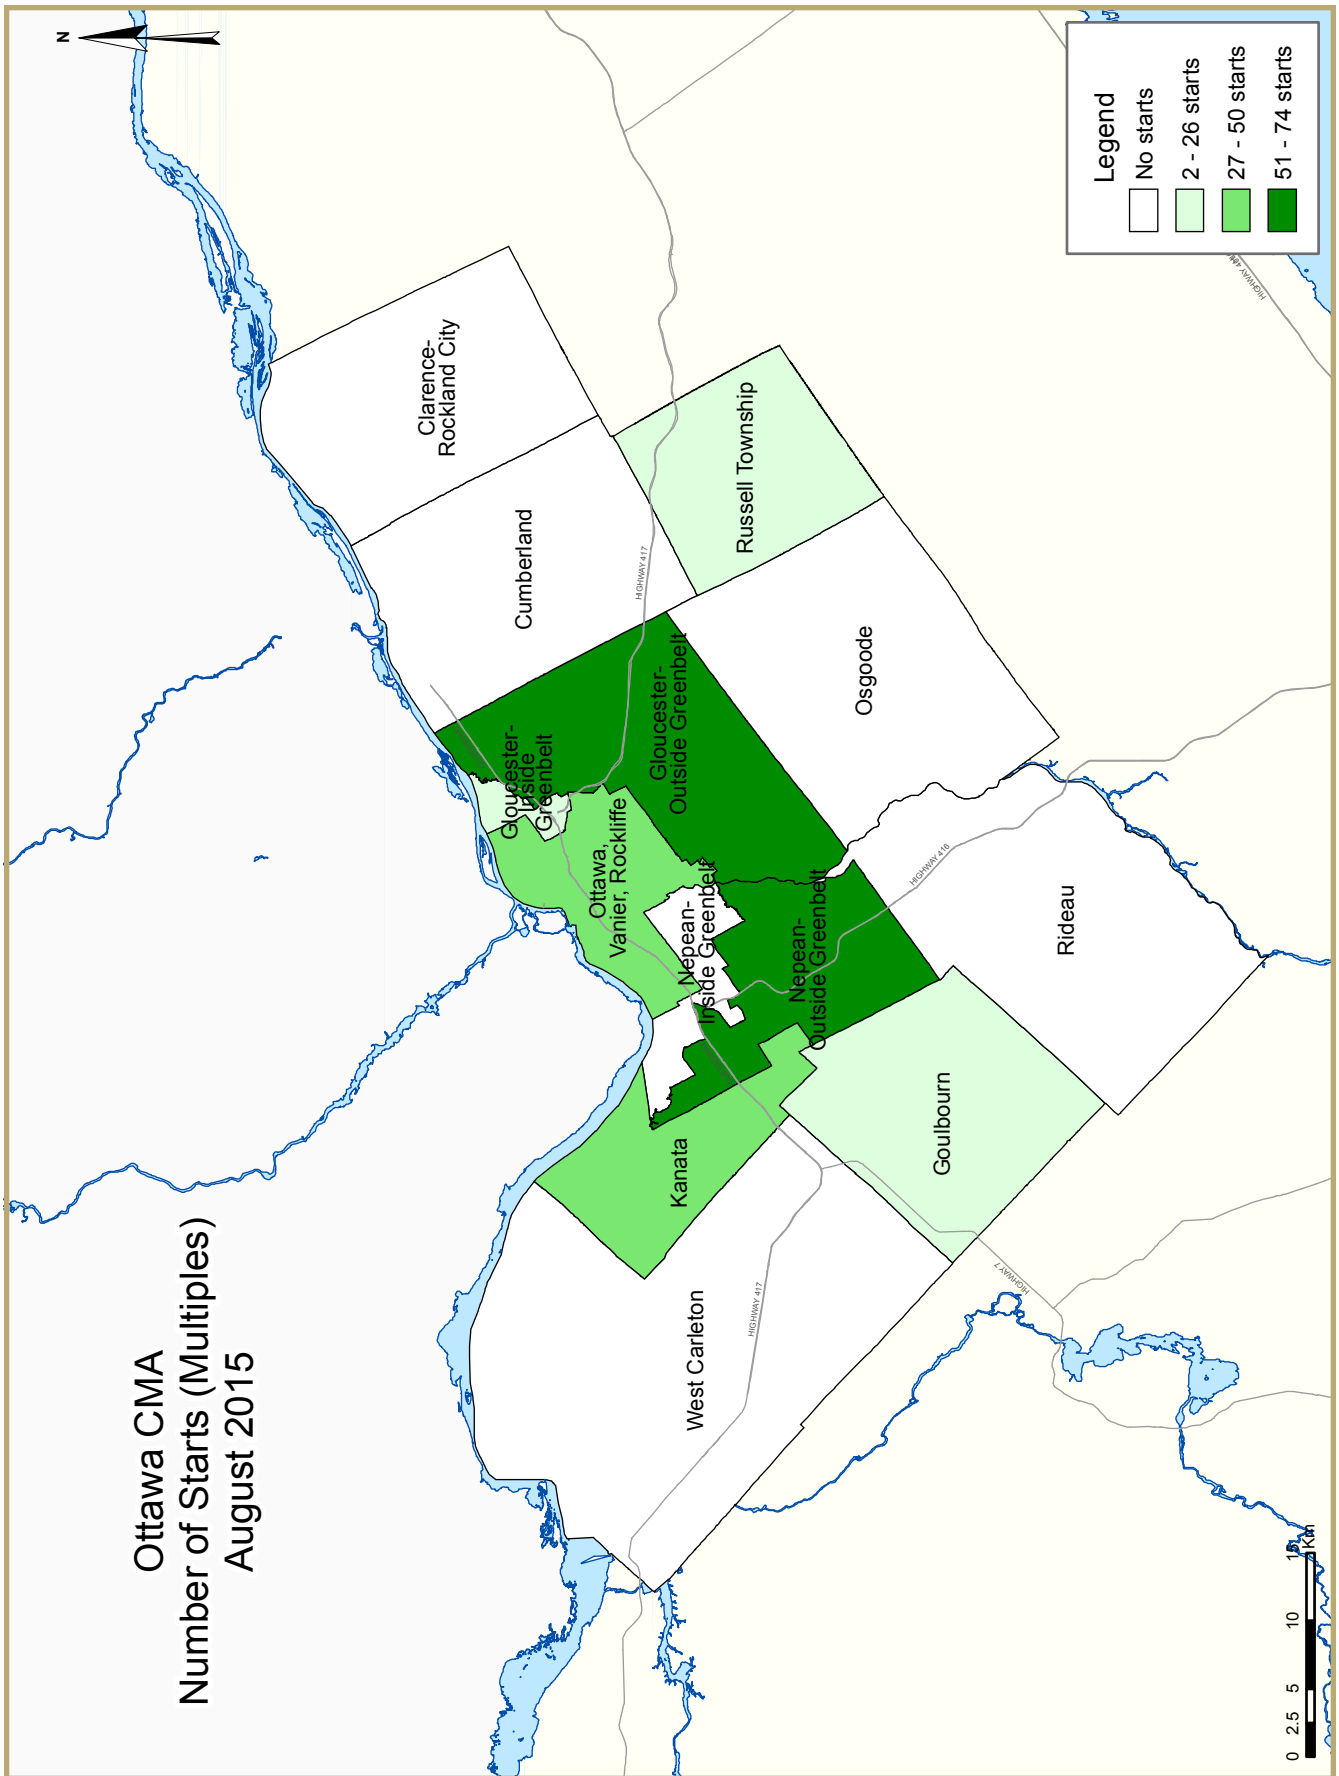 Ottawa CMA
Number of Starts (Multiples)
August 2015
N
West Carleton
Kanata
Goulbourn
Rideau
Nepean-
Inside Greenbelt
Nepean-
Outside Greenbelt
Ottawa,
Vanier, Rockliffe
Gloucester-
Inside
Greenbelt
Gloucester-
Outside Greenbelt
Osgoode
Cumberland
Russell Township
Clarence-
Rockland City
HIGHWAY 417
HIGHWAY 7
HIGHWAY 416
HIGHWAY 417
Legend
No starts
2 - 26 starts
27 - 50 starts
51 - 74 starts
0 2.5 5 10 15
Km
HIGHWAY